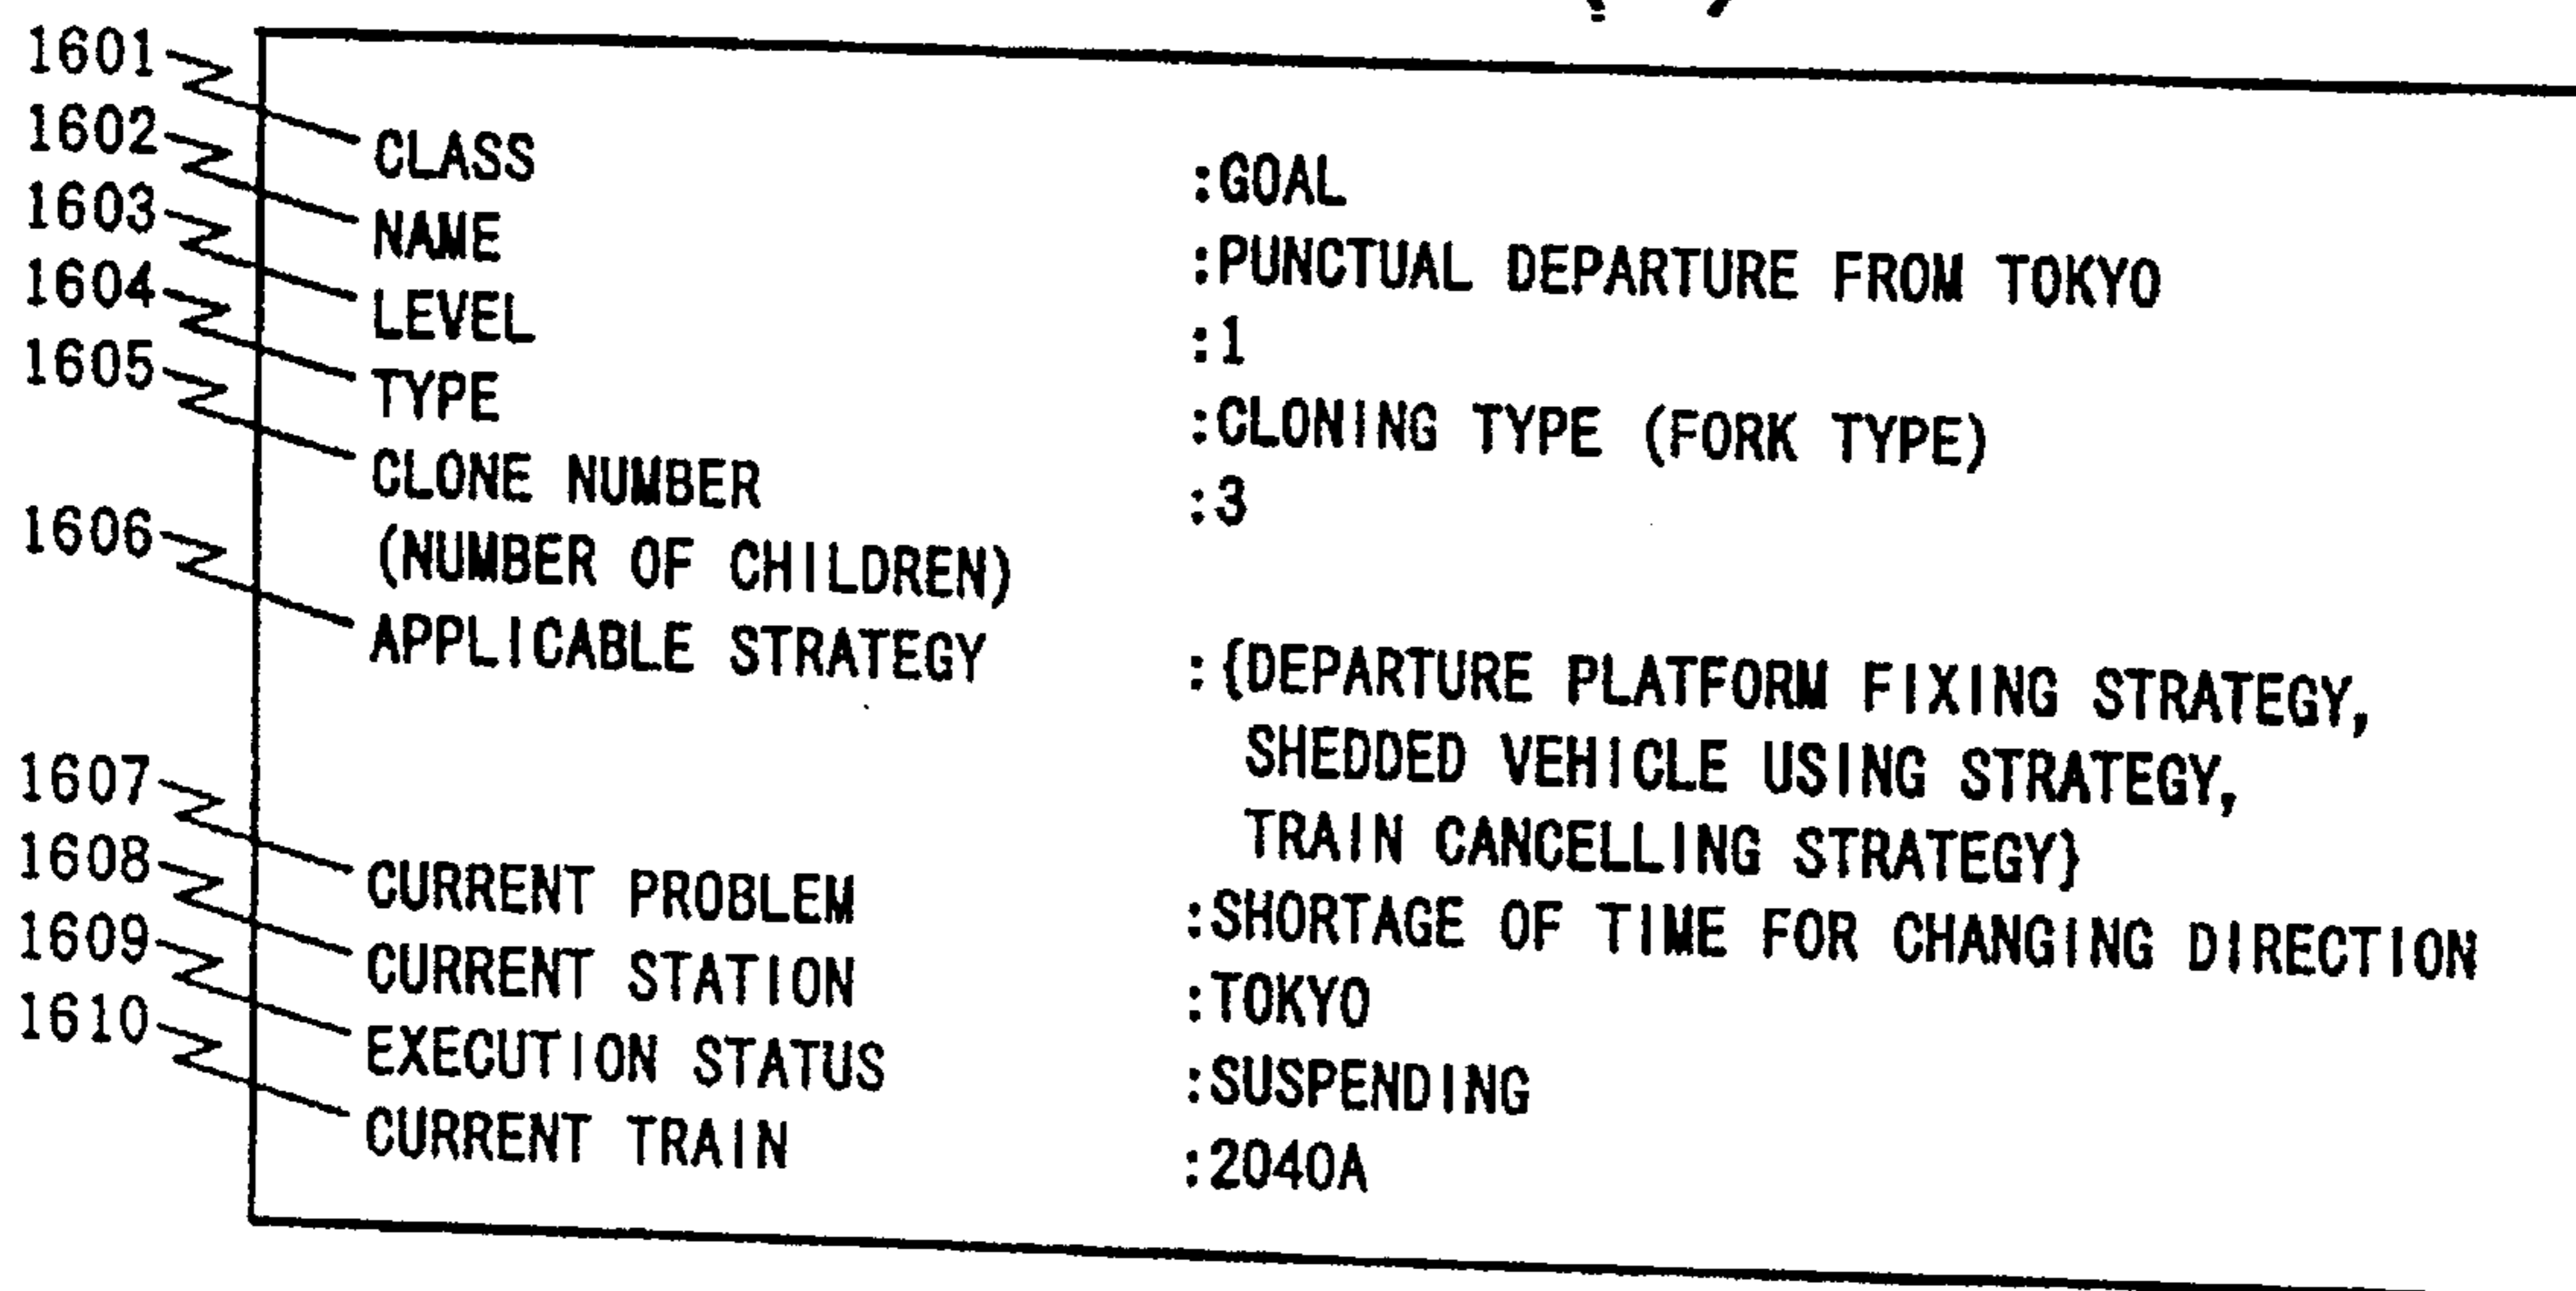 1601 CLASS :GOAL
1602 NAME :PUNCTUAL DEPARTURE FROM TOKYO
1603 LEVEL :1
1604 TYPE :CLONING TYPE (FORK TYPE)
1605 CLONE NUMBER :3
(NUMBER OF CHILDREN)
1606 APPLICABLE STRATEGY :{DEPARTURE PLATFORM FIXING STRATEGY,
SHEDDED VEHICLE USING STRATEGY,
TRAIN CANCELLING STRATEGY}
1607 CURRENT PROBLEM :SHORTAGE OF TIME FOR CHANGING DIRECTION
1608 CURRENT STATION :TOKYO
1609 EXECUTION STATUS :SUSPENDING
1610 CURRENT TRAIN :2040A